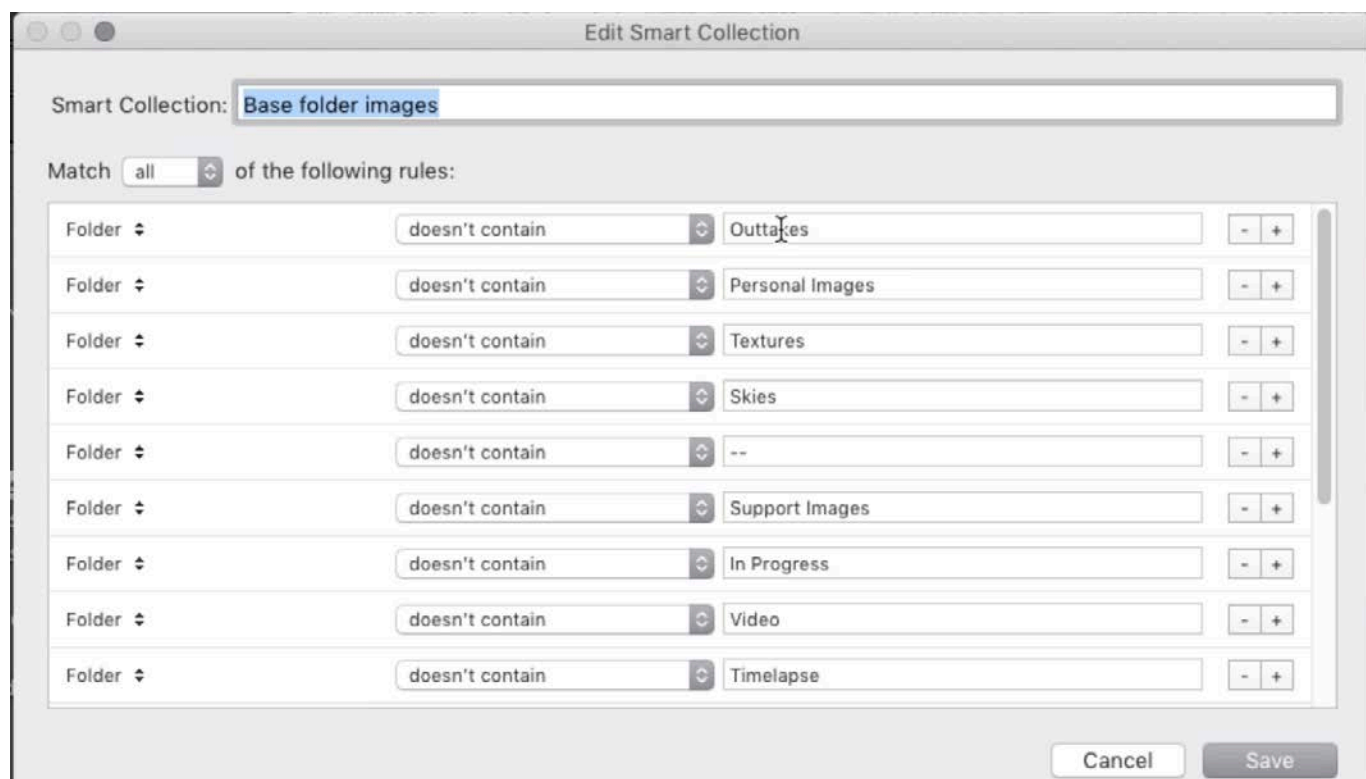 Edit Smart Collection
Smart Collection: Base folder images
Match all of the following rules:
Folder doesn't contain Outtakes - +
Folder doesn't contain Personal Images - +
Folder doesn't contain Textures - +
Folder doesn't contain Skies - +
Folder doesn't contain -- - +
Folder doesn't contain Support Images - +
Folder doesn't contain In Progress - +
Folder doesn't contain Video - +
Folder doesn't contain Timelapse - +
Cancel Save